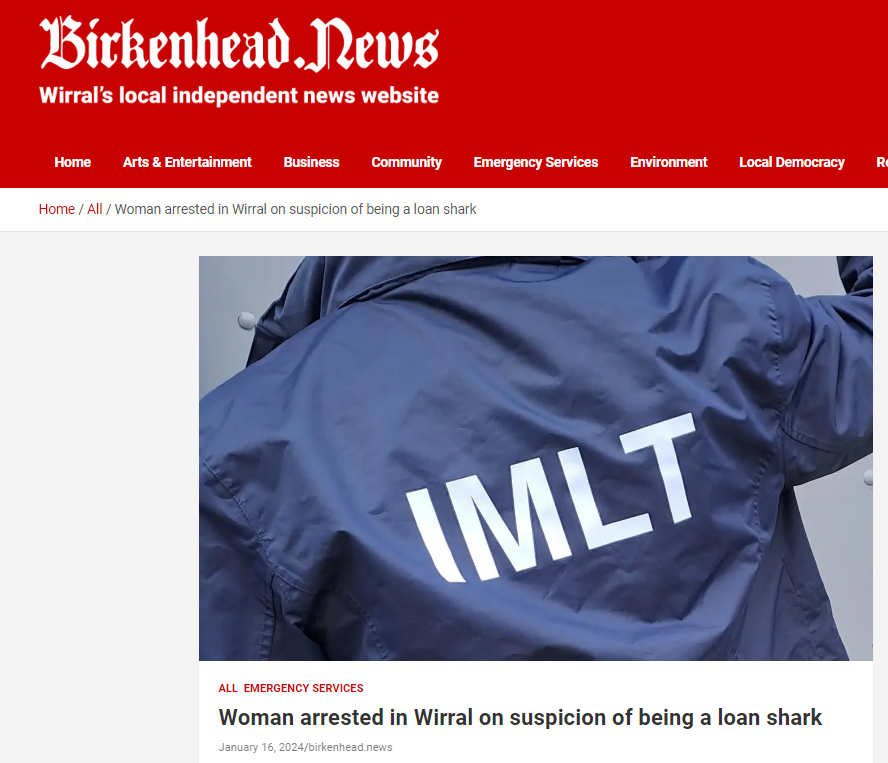 Birkenhead.News
Wirral's local independent news website
Home Arts & Entertainment Business Community Emergency Services Environment Local Democracy
Home / All / Woman arrested in Wirral on suspicion of being a loan shark
IMLT
ALL EMERGENCY SERVICES
Woman arrested in Wirral on suspicion of being a loan shark
January 16, 2024/birkenhead.news